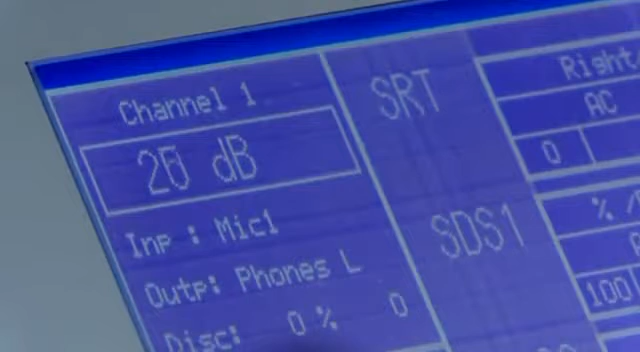 Channel 1
20 dB
Inp : Mic1
Outp: Phones L
Disc: 0 % 0
SRT
SDS1
Right
AC
0
%
100